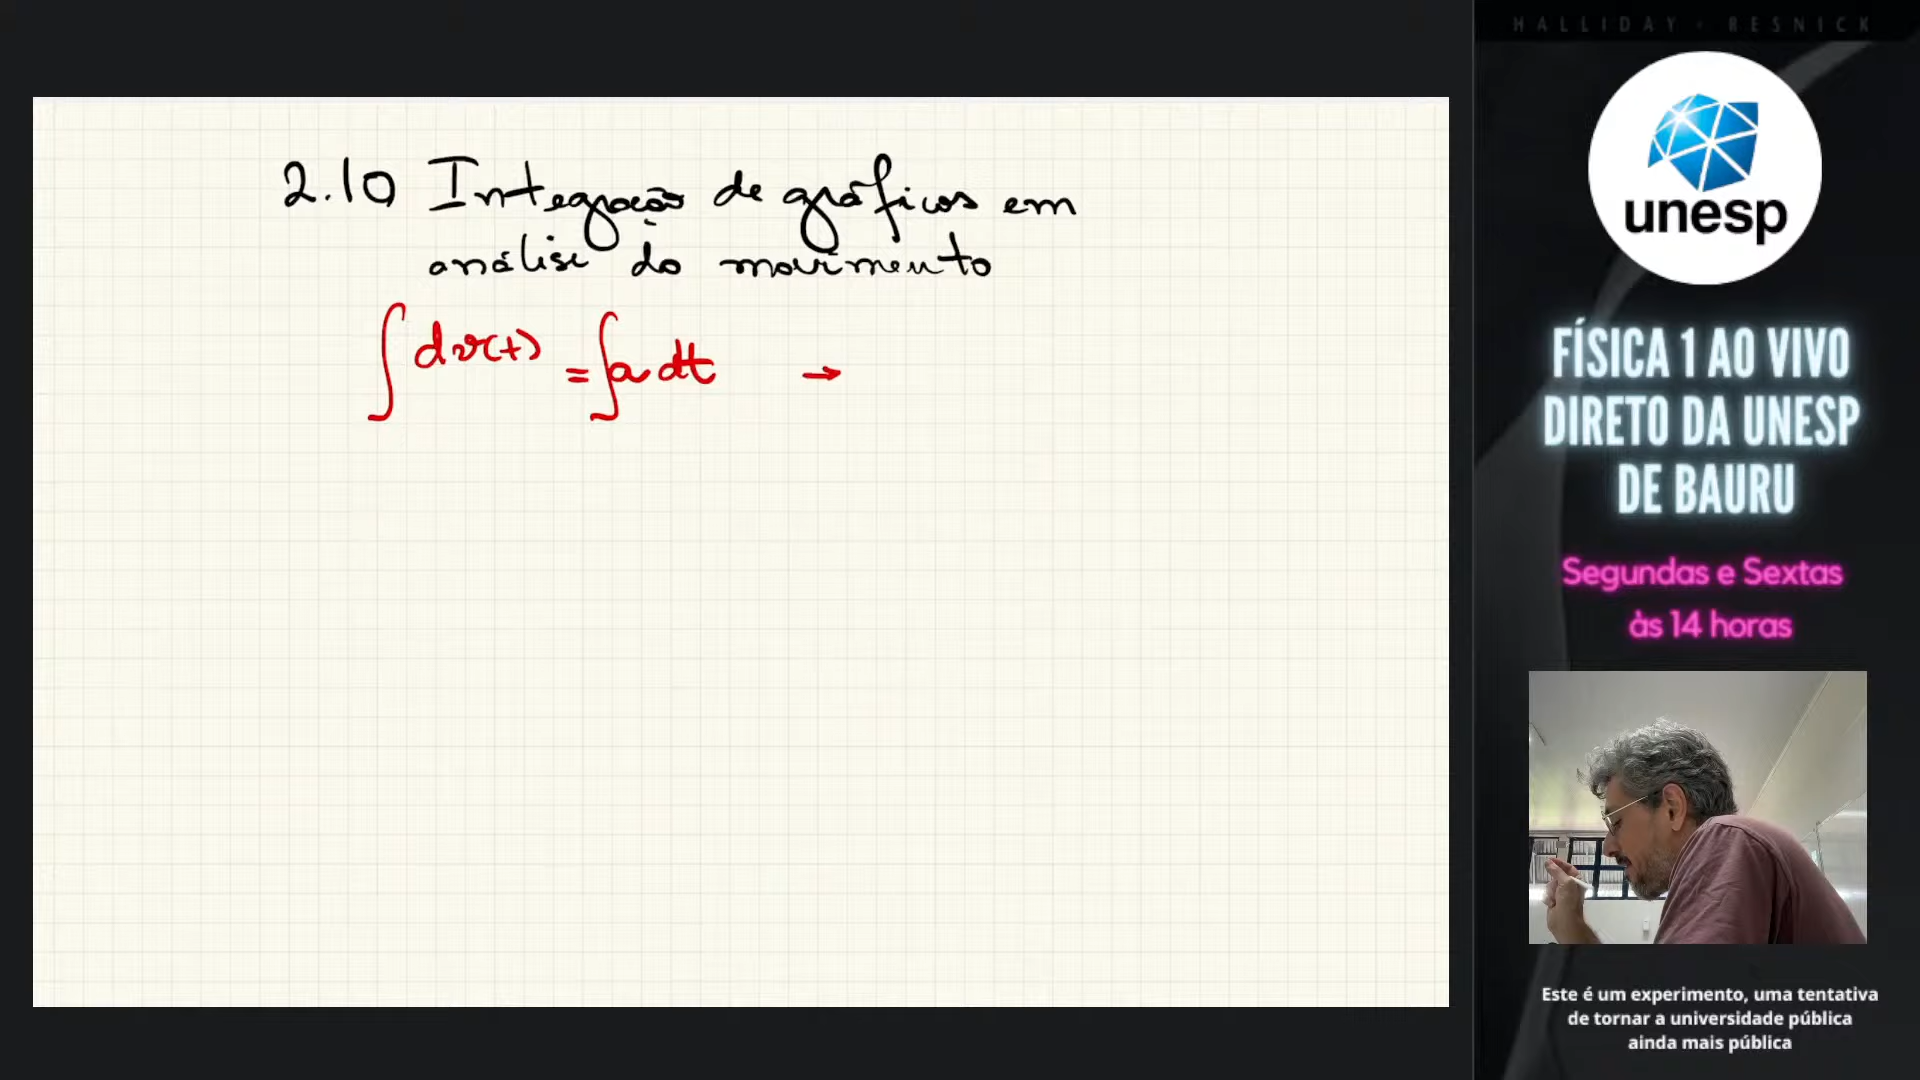 HALLIDAY - RESNICK
2.10 Integração de gráficos em
análise do movimento
∫dv(t) = ∫a dt →
unesp
FÍSICA 1 AO VIVO
DIRETO DA UNESP
DE BAURU
Segundas e Sextas
às 14 horas
Este é um experimento, uma tentativa
de tornar a universidade pública
ainda mais pública